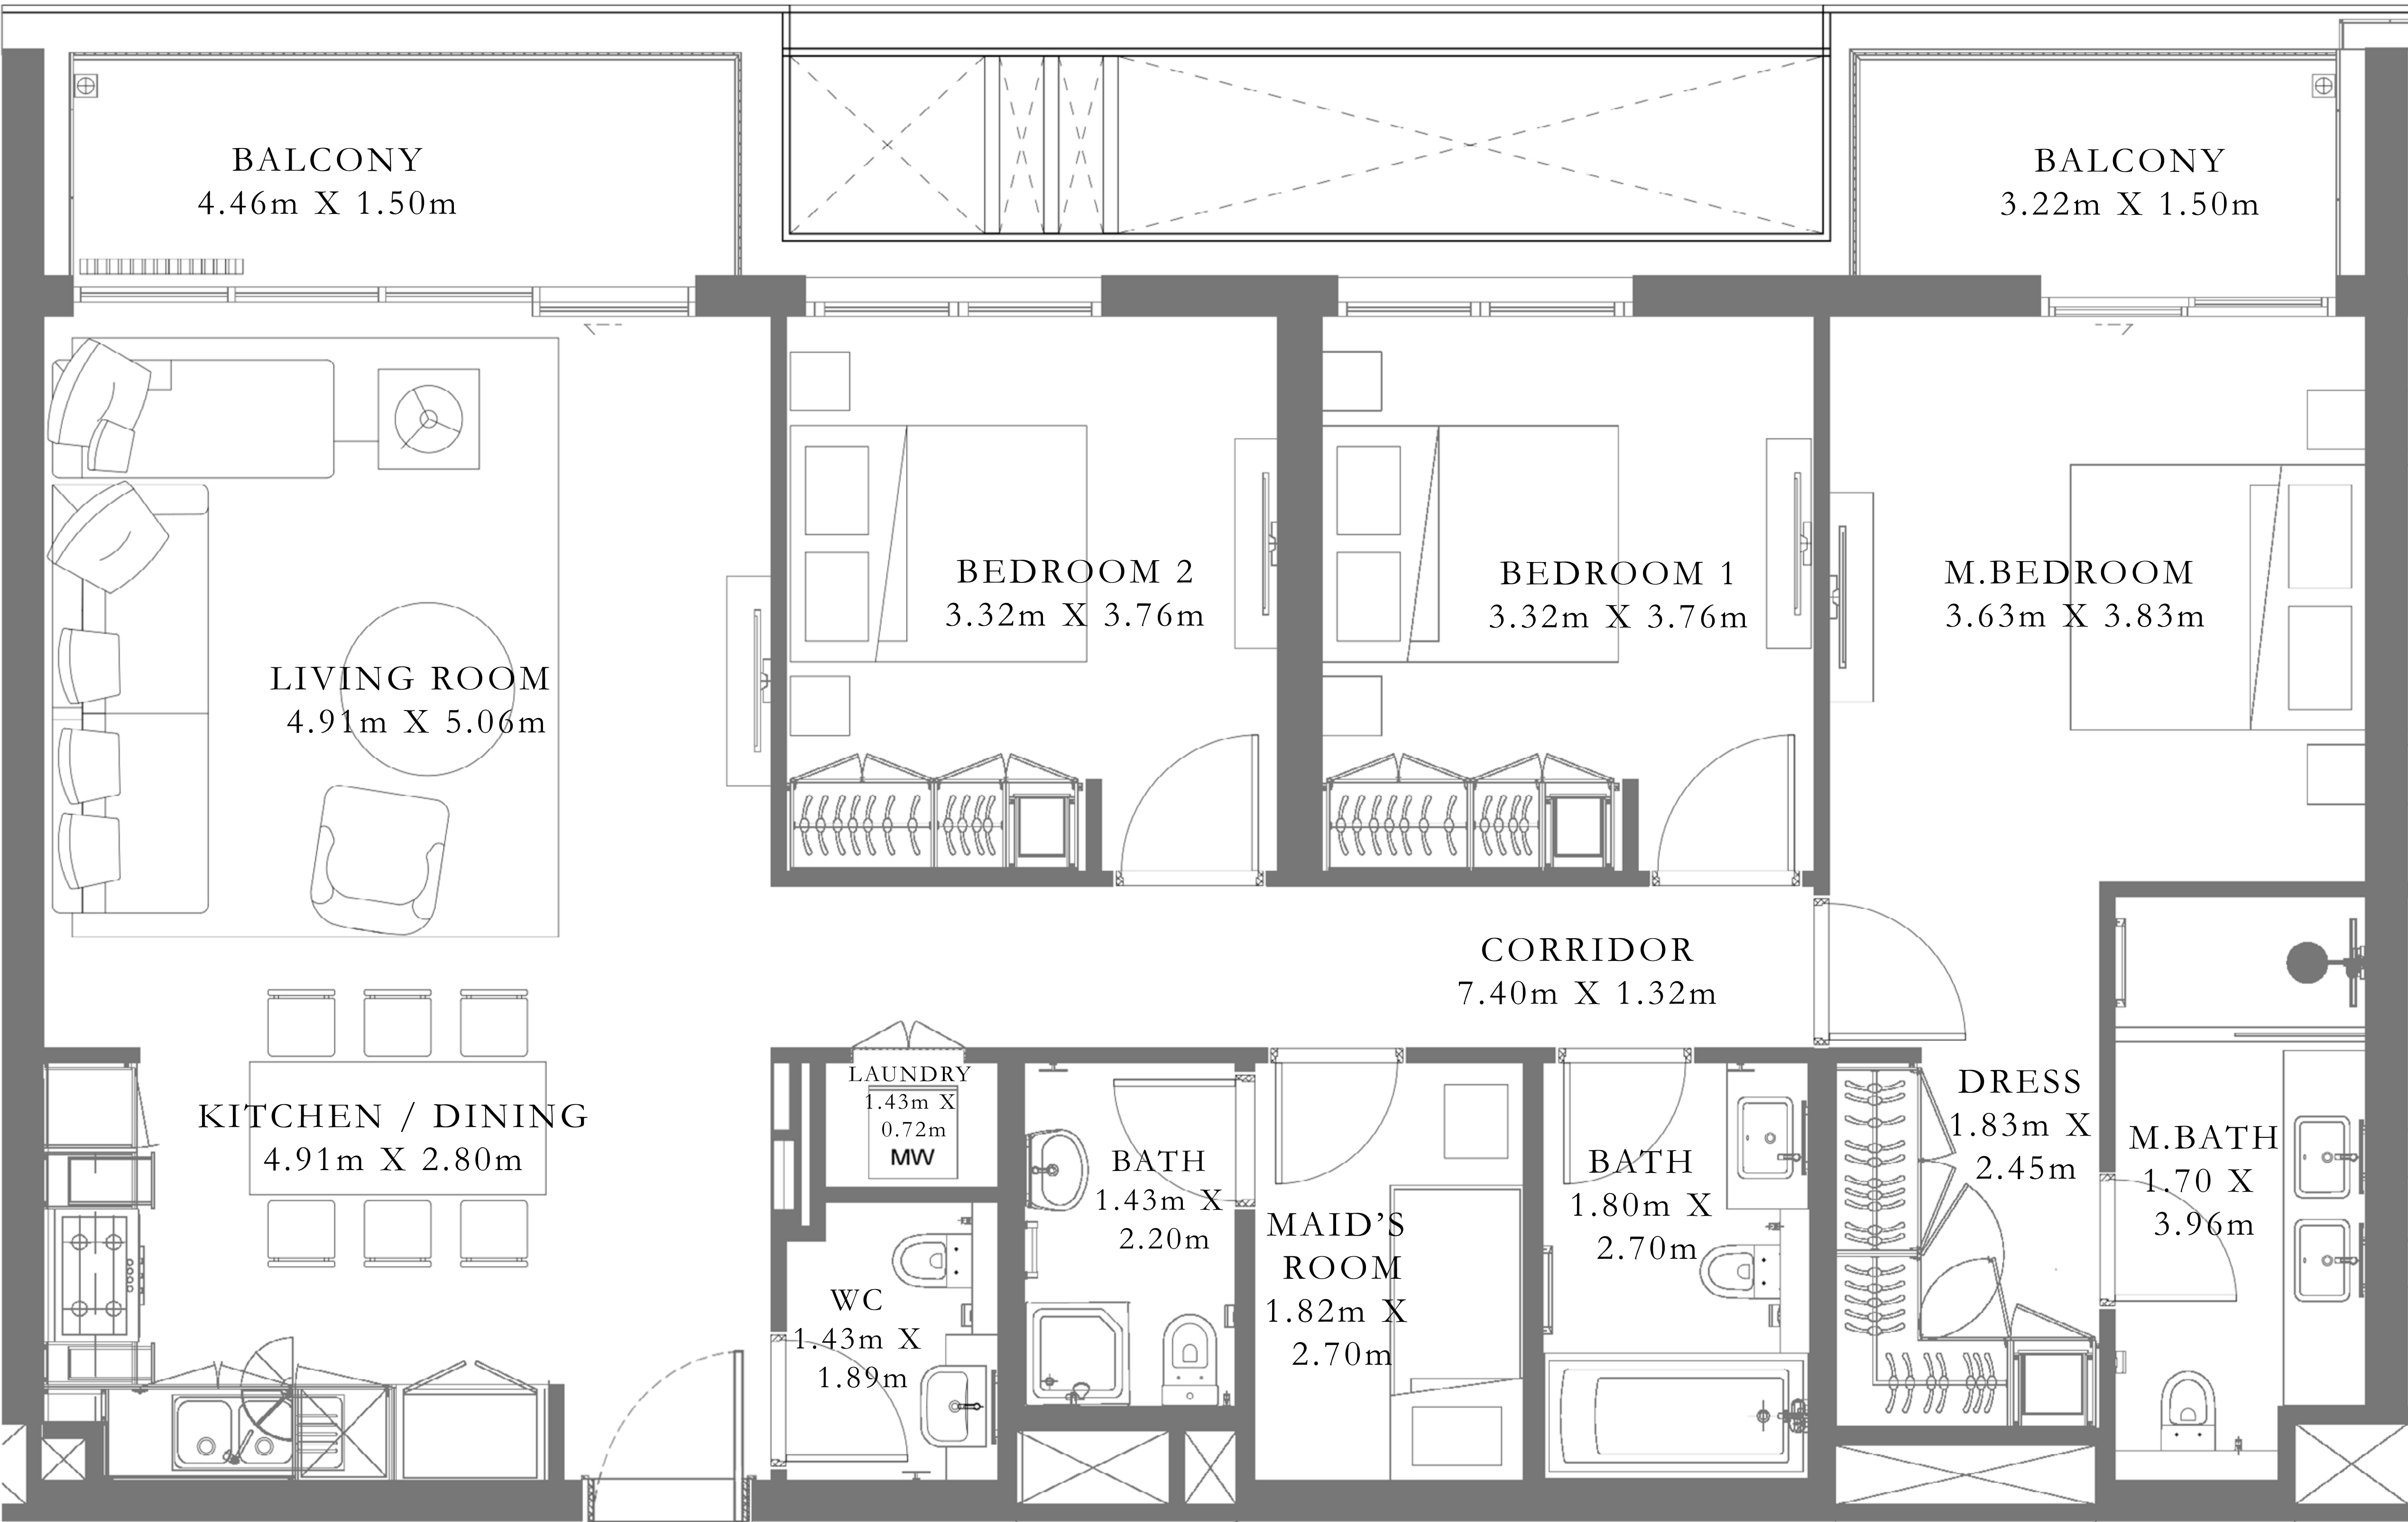 BALCONY
4.46m X 1.50m
BALCONY
3.22m X 1.50m
BEDROOM 2
3.32m X 3.76m
BEDROOM 1
3.32m X 3.76m
M.BEDROOM
3.63m X 3.83m
LIVING ROOM
4.91m X 5.06m
CORRIDOR
7.40m X 1.32m
KITCHEN / DINING
4.91m X 2.80m
LAUNDRY
1.43m X
0.72m
MW
WC
1.43m X
1.89m
BATH
1.43m X
2.20m
MAID’S
ROOM
1.82m X
2.70m
BATH
1.80m X
2.70m
DRESS
1.83m X
2.45m
M.BATH
1.70 X
3.96m